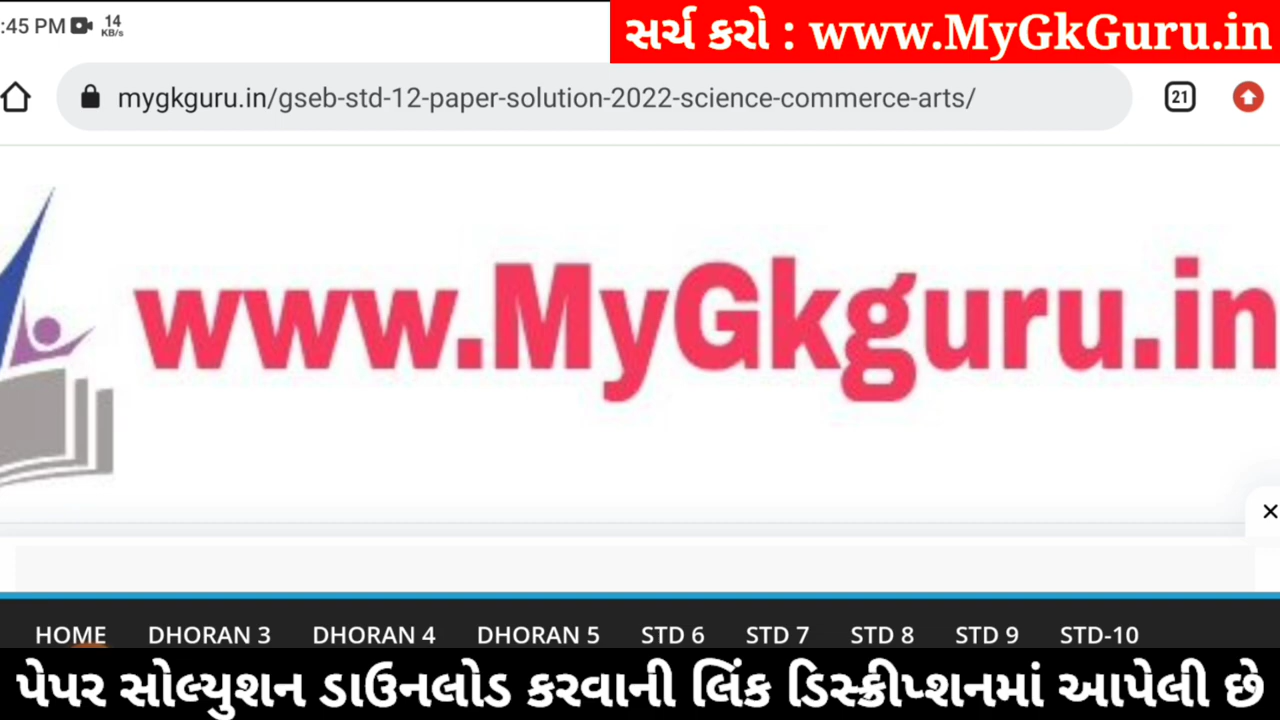 :45 PM 14 KB/s
સર્ચ કરો : www.MyGkGuru.in
mygkguru.in/gseb-std-12-paper-solution-2022-science-commerce-arts/
21
www.MyGkguru.in
HOME DHORAN 3 DHORAN 4 DHORAN 5 STD 6 STD 7 STD 8 STD 9 STD-10
પેપર સોલ્યુશન ડાઉનલોડ કરવાની લિંક ડિસ્ક્રીપ્શનમાં આપેલી છે